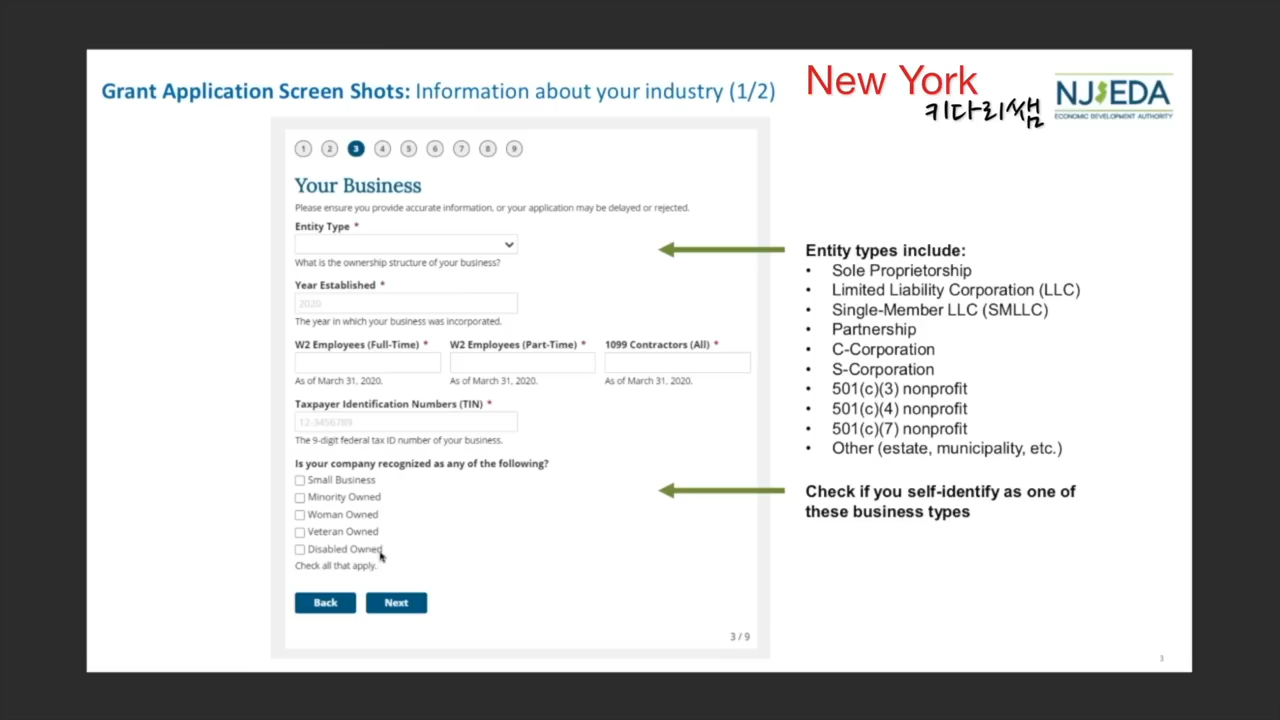 Grant Application Screen Shots: Information about your industry (1/2)
New York
키다리쌤
NJEDA
ECONOMIC DEVELOPMENT AUTHORITY
1 2 3 4 5 6 7 8 9
Your Business
Please ensure you provide accurate information, or your application may be delayed or rejected.
Entity Type *
What is the ownership structure of your business?
Year Established *
2020
The year in which your business was incorporated.
W2 Employees (Full-Time) * W2 Employees (Part-Time) * 1099 Contractors (All) *
As of March 31, 2020. As of March 31, 2020. As of March 31, 2020.
Taxpayer Identification Numbers (TIN) *
12-3456789
The 9-digit federal tax ID number of your business.
Is your company recognized as any of the following?
Small Business
Minority Owned
Woman Owned
Veteran Owned
Disabled Owned
Check all that apply.
Back Next
3 / 9
Entity types include:
• Sole Proprietorship
• Limited Liability Corporation (LLC)
• Single-Member LLC (SMLLC)
• Partnership
• C-Corporation
• S-Corporation
• 501(c)(3) nonprofit
• 501(c)(4) nonprofit
• 501(c)(7) nonprofit
• Other (estate, municipality, etc.)
Check if you self-identify as one of
these business types
3